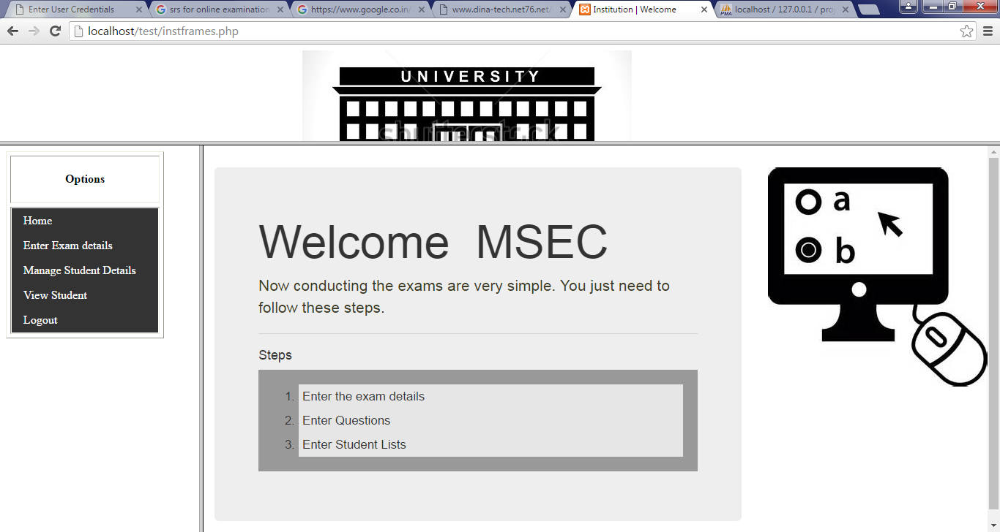 Enter User Credentials
srs for online examination
https://www.google.co.in/
www.dina-tech.net76.net/
Institution | Welcome
localhost / 127.0.0.1 / proj
localhost/test/instframes.php
UNIVERSITY
shutterstock
Options
Home
Enter Exam details
Manage Student Details
View Student
Logout
Welcome MSEC
Now conducting the exams are very simple. You just need to
follow these steps.
Steps
1. Enter the exam details
2. Enter Questions
3. Enter Student Lists
a
b